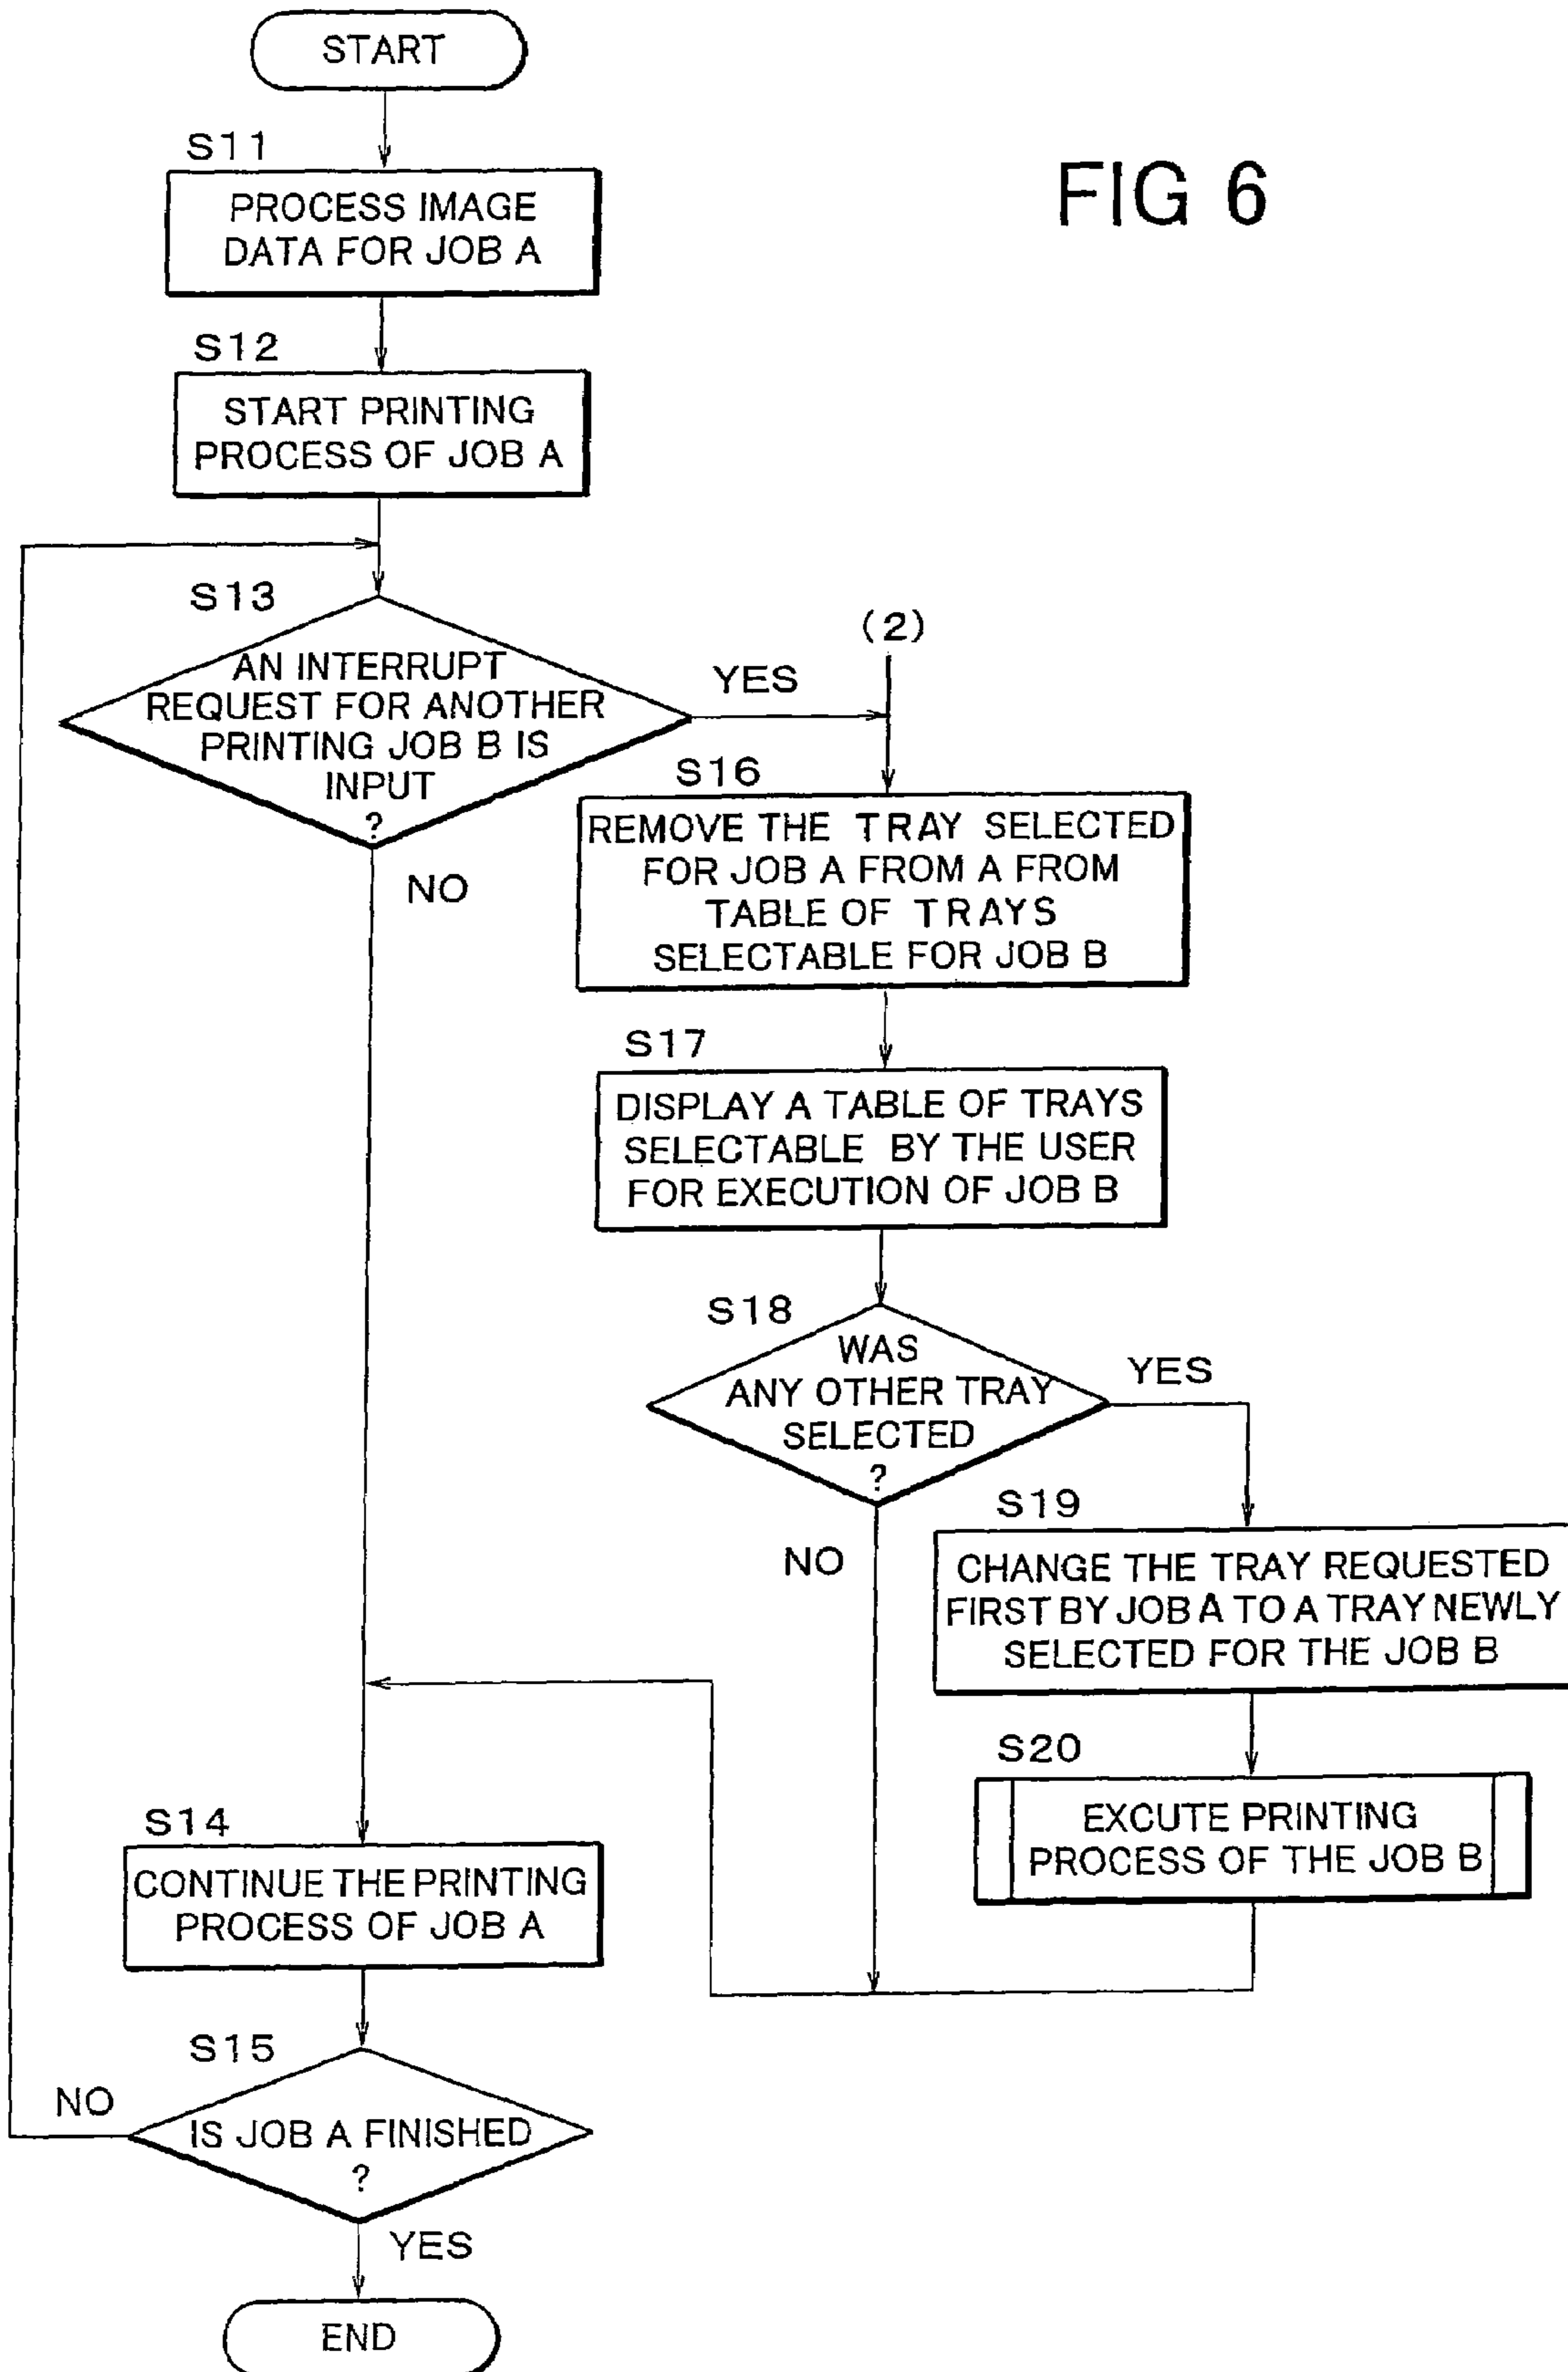 START
FIG 6
S11
PROCESS IMAGE
DATA FOR JOB A
S12
START PRINTING
PROCESS OF JOB A
S13
AN INTERRUPT
REQUEST FOR ANOTHER
PRINTING JOB B IS
INPUT
?
YES
NO
(2)
S16
REMOVE THE TRAY SELECTED
FOR JOB A FROM A FROM
TABLE OF TRAYS
SELECTABLE FOR JOB B
S17
DISPLAY A TABLE OF TRAYS
SELECTABLE BY THE USER
FOR EXECUTION OF JOB B
S18
WAS
ANY OTHER TRAY
SELECTED
?
YES
NO
S19
CHANGE THE TRAY REQUESTED
FIRST BY JOB A TO A TRAY NEWLY
SELECTED FOR THE JOB B
S20
EXCUTE PRINTING
PROCESS OF THE JOB B
S14
CONTINUE THE PRINTING
PROCESS OF JOB A
S15
IS JOB A FINISHED
?
NO
YES
END